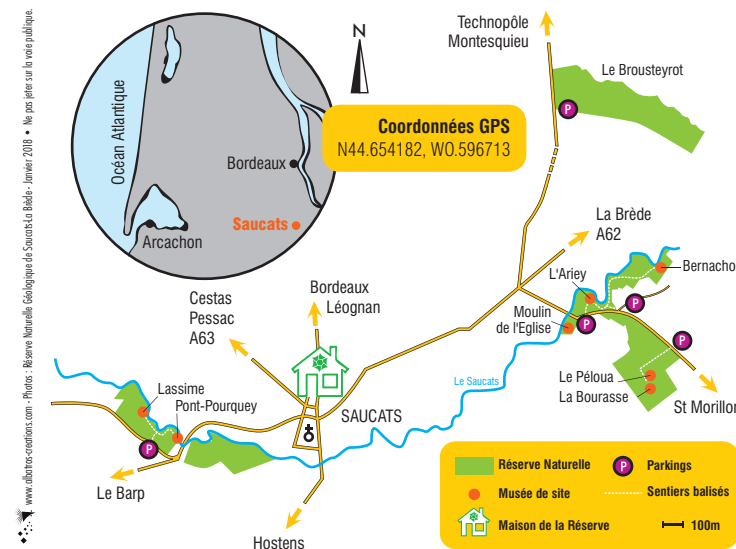 www.albatros-creations.com - Photos : Réserve Naturelle Géologique de Saucats-La Brède - Janvier 2018 • Ne pas jeter sur la voie publique.
Océan Atlantique
Bordeaux
Saucats
Arcachon
N
Coordonnées GPS
N44.654182, WO.596713
Technopôle
Montesquieu
Le Brousteyrot
P
La Brède
A62
L'Ariey
Bernacho
Moulin
de l'Eglise
P
P
P
Le Péloua
La Bourasse
St Morillon
Cestas
Pessac
A63
Bordeaux
Léognan
Le Saucats
Lassime
Pont-Pourquey
SAUCATS
P
Le Barp
Hostens
Réserve Naturelle
P Parkings
Musée de site
Sentiers balisés
Maison de la Réserve
100m